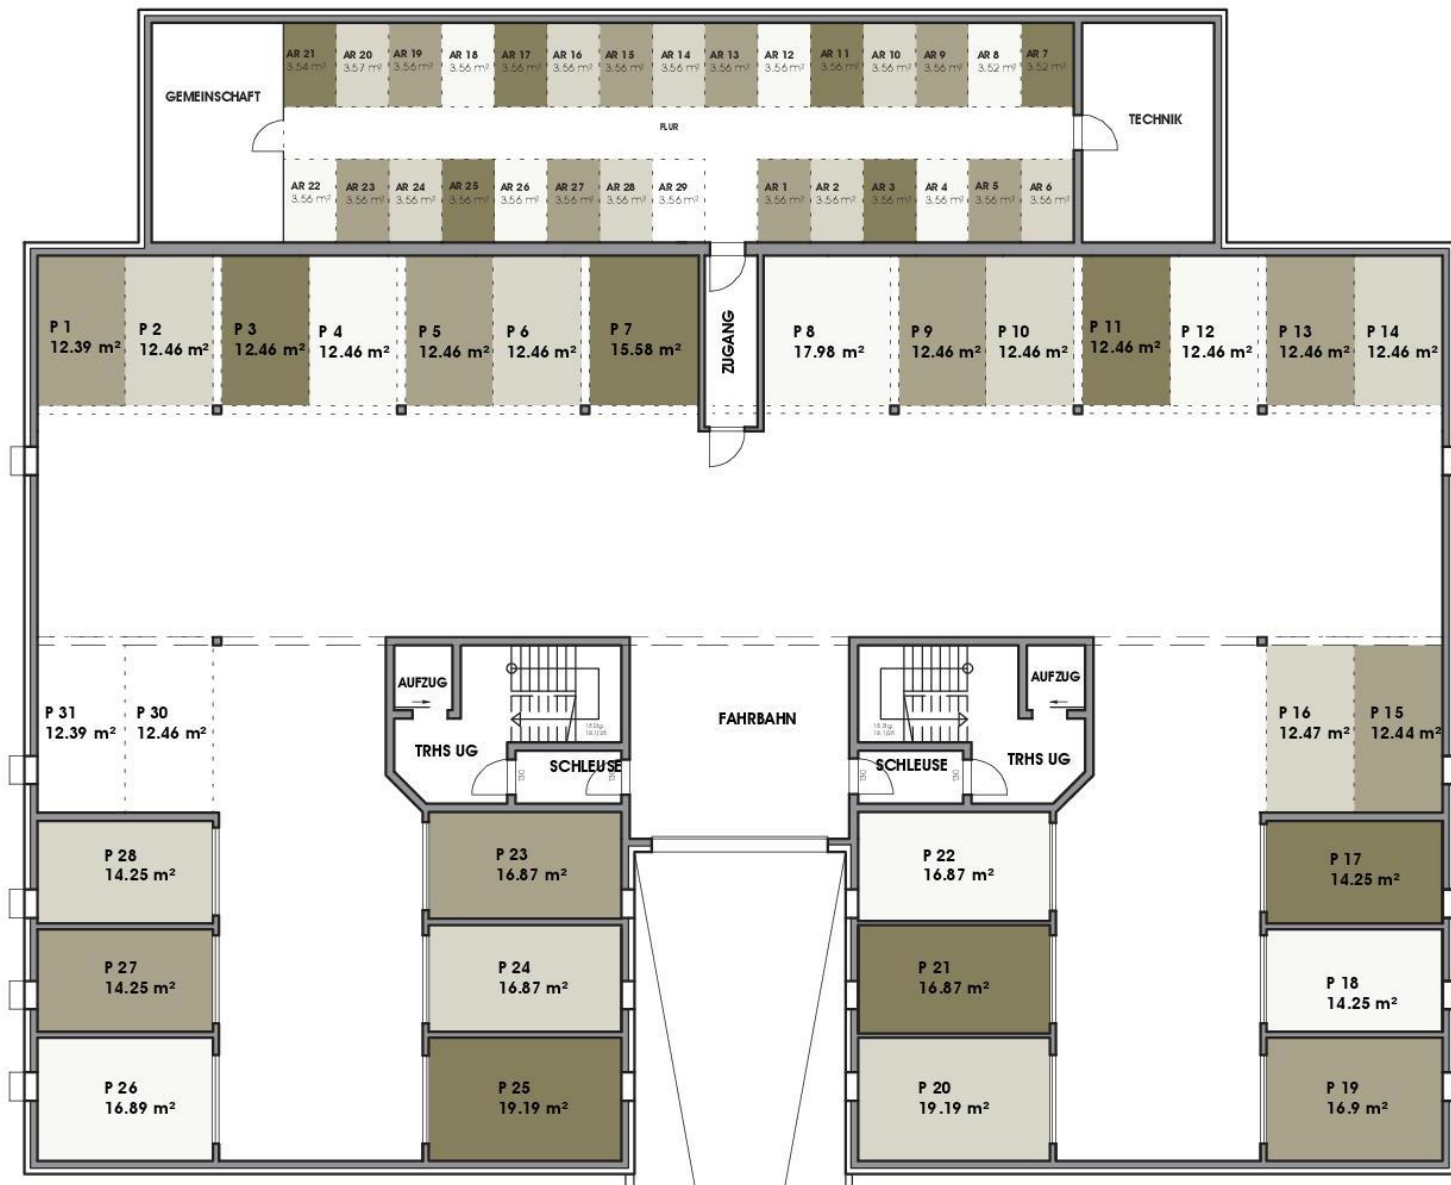 AR 21
3.54 m²
AR 20
3.57 m²
AR 19
3.56 m²
AR 18
3.56 m²
AR 17
3.56 m²
AR 16
3.56 m²
AR 15
3.56 m²
AR 14
3.56 m²
AR 13
3.56 m²
AR 12
3.56 m²
AR 11
3.56 m²
AR 10
3.56 m²
AR 9
3.56 m²
AR 8
3.52 m²
AR 7
3.52 m²
GEMEINSCHAFT
FLUR
TECHNIK
AR 22
3.56 m²
AR 23
3.56 m²
AR 24
3.56 m²
AR 25
3.56 m²
AR 26
3.56 m²
AR 27
3.56 m²
AR 28
3.56 m²
AR 29
3.56 m²
AR 1
3.56 m²
AR 2
3.56 m²
AR 3
3.56 m²
AR 4
3.56 m²
AR 5
3.56 m²
AR 6
3.56 m²
P 1
12.39 m²
P 2
12.46 m²
P 3
12.46 m²
P 4
12.46 m²
P 5
12.46 m²
P 6
12.46 m²
P 7
15.58 m²
ZUGANG
P 8
17.98 m²
P 9
12.46 m²
P 10
12.46 m²
P 11
12.46 m²
P 12
12.46 m²
P 13
12.46 m²
P 14
12.46 m²
P 31
12.39 m²
P 30
12.46 m²
AUFZUG
TRHS UG
SCHLEUSE
130
130
FAHRBAHN
AUFZUG
SCHLEUSE
TRHS UG
130
130
P 16
12.47 m²
P 15
12.44 m²
P 28
14.25 m²
P 23
16.87 m²
P 22
16.87 m²
P 17
14.25 m²
P 27
14.25 m²
P 24
16.87 m²
P 21
16.87 m²
P 18
14.25 m²
P 26
16.89 m²
P 25
19.19 m²
P 20
19.19 m²
P 19
16.9 m²